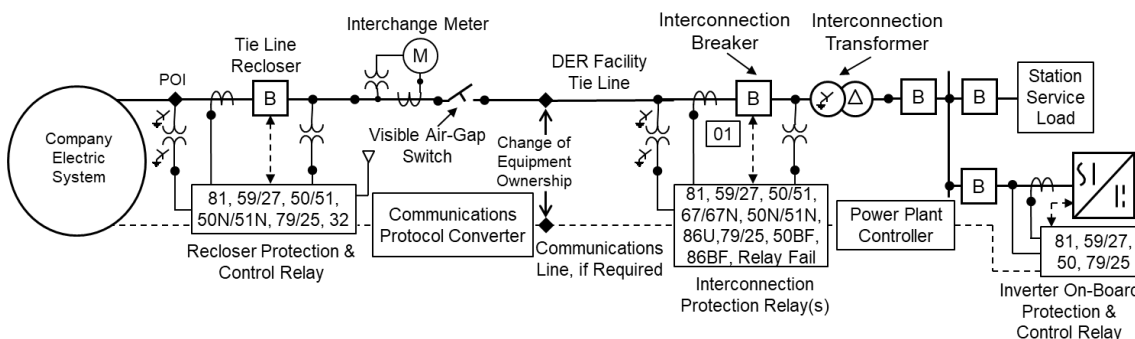 Interchange Meter
M
Tie Line
Recloser
POI
B
Visible Air-Gap
Switch
DER Facility
Tie Line
Change of
Equipment
Ownership
Interconnection
Breaker
B
01
Interconnection
Transformer
B
B
Station
Service
Load
Company
Electric
System
81, 59/27, 50/51,
50N/51N, 79/25, 32
Recloser Protection &
Control Relay
Communications
Protocol Converter
Communications
Line, if Required
81, 59/27, 50/51,
67/67N, 50N/51N,
86U,79/25, 50BF,
86BF, Relay Fail
Interconnection
Protection Relay(s)
Power Plant
Controller
B
81, 59/27,
50, 79/25
Inverter On-Board
Protection &
Control Relay